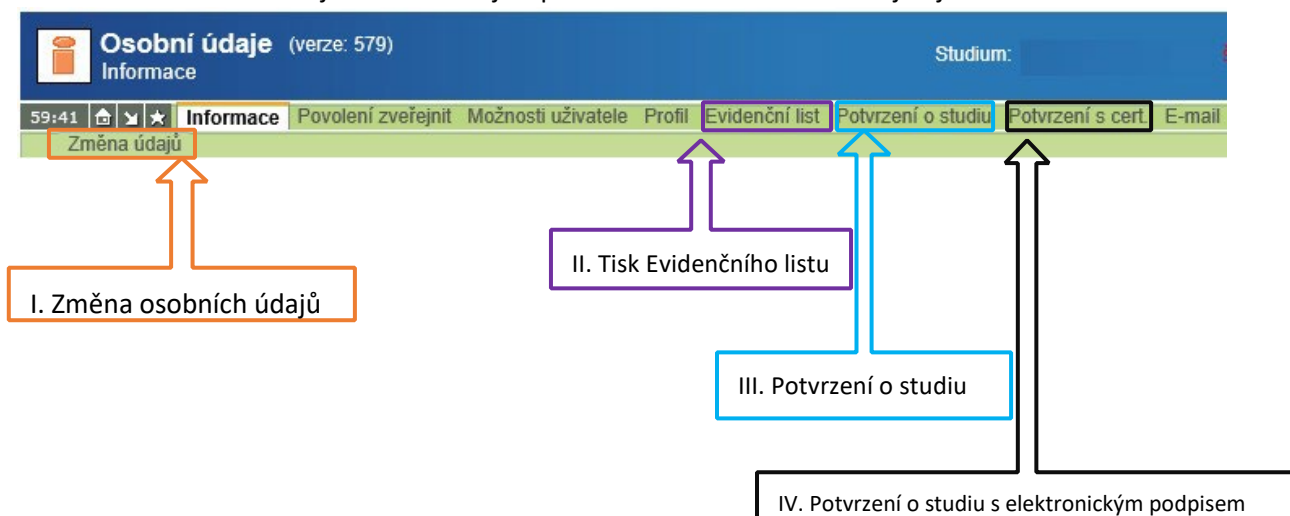 Osobní údaje (verze: 579)
Informace
Studium:
59:41 Informace Povolení zveřejnit Možnosti uživatele Profil Evidenční list Potvrzení o studiu Potvrzení s cert. E-mail
Změna údajů
II. Tisk Evidenčního listu
I. Změna osobních údajů
III. Potvrzení o studiu
IV. Potvrzení o studiu s elektronickým podpisem